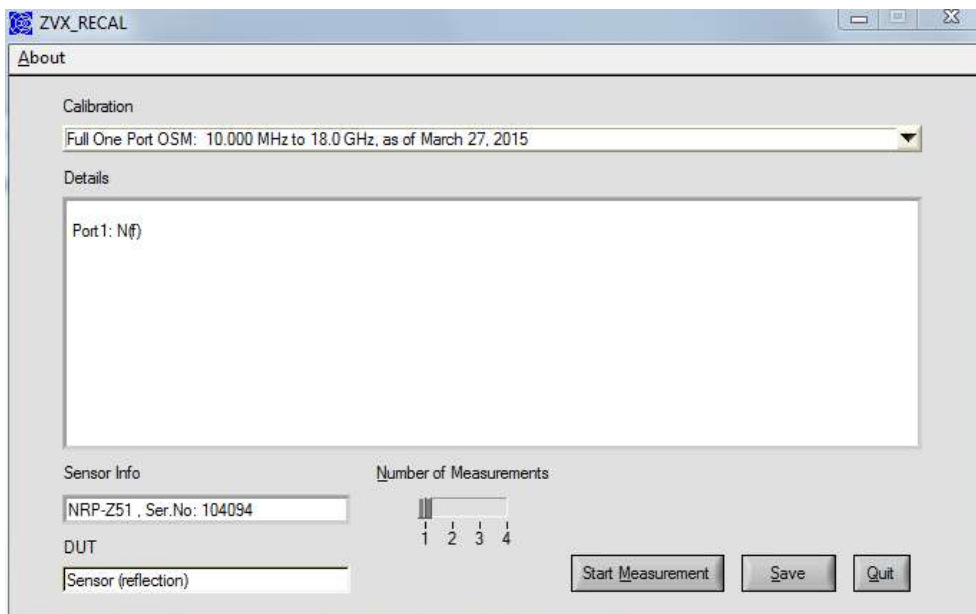 ZVX_RECAL
About
Calibration
Full One Port OSM: 10.000 MHz to 18.0 GHz, as of March 27, 2015
Details
Port1: N(f)
Sensor Info
NRP-Z51 , Ser.No: 104094
Number of Measurements
1 2 3 4
DUT
Sensor (reflection)
Start Measurement
Save
Quit